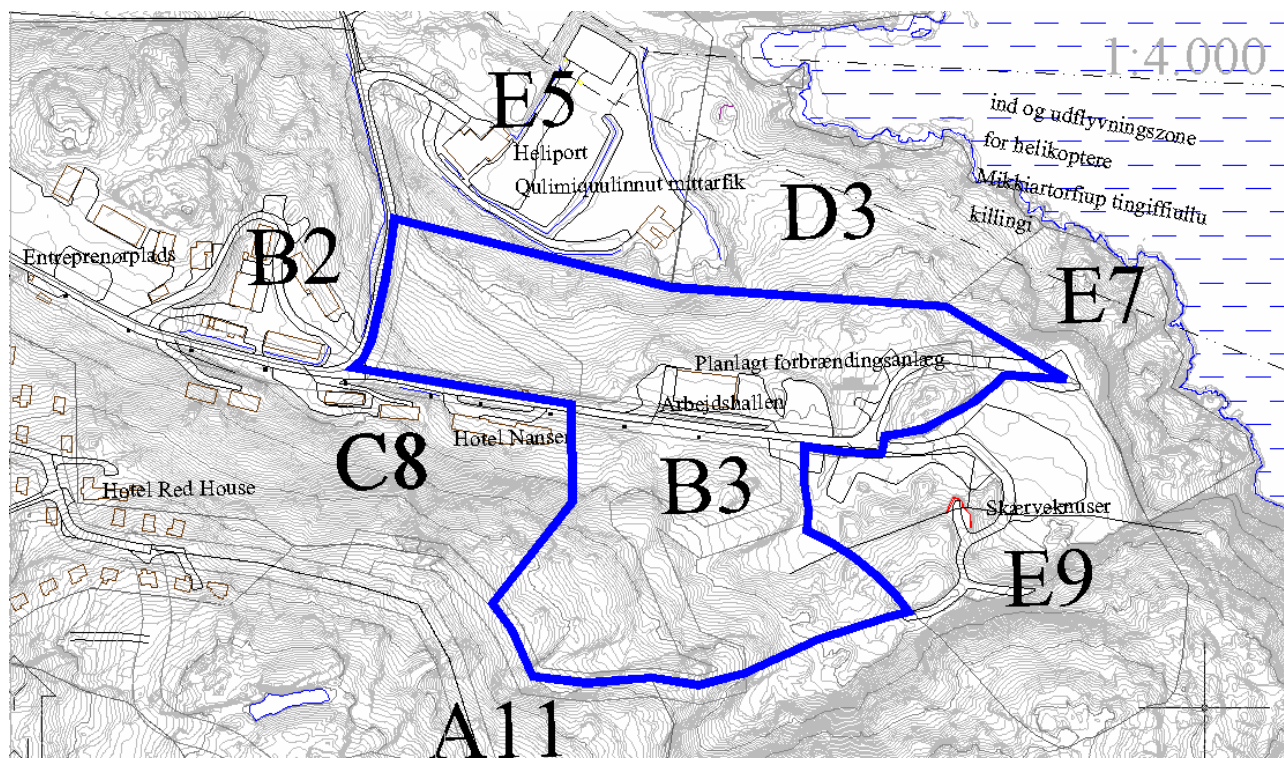 1:4.000
E5
ind og udflyvningszone
for helikoptere
Mikkiartorfiup tingiffiullu
killingi
Heliport
Qulimiguulinnut mittarfik
D3
B2
Entreprenørplads
E7
Planlagt forbrændingsanlæg
Arbejdshallen
Hotel Nansen
C8
B3
Hotel Red House
Skærveknuser
E9
A11